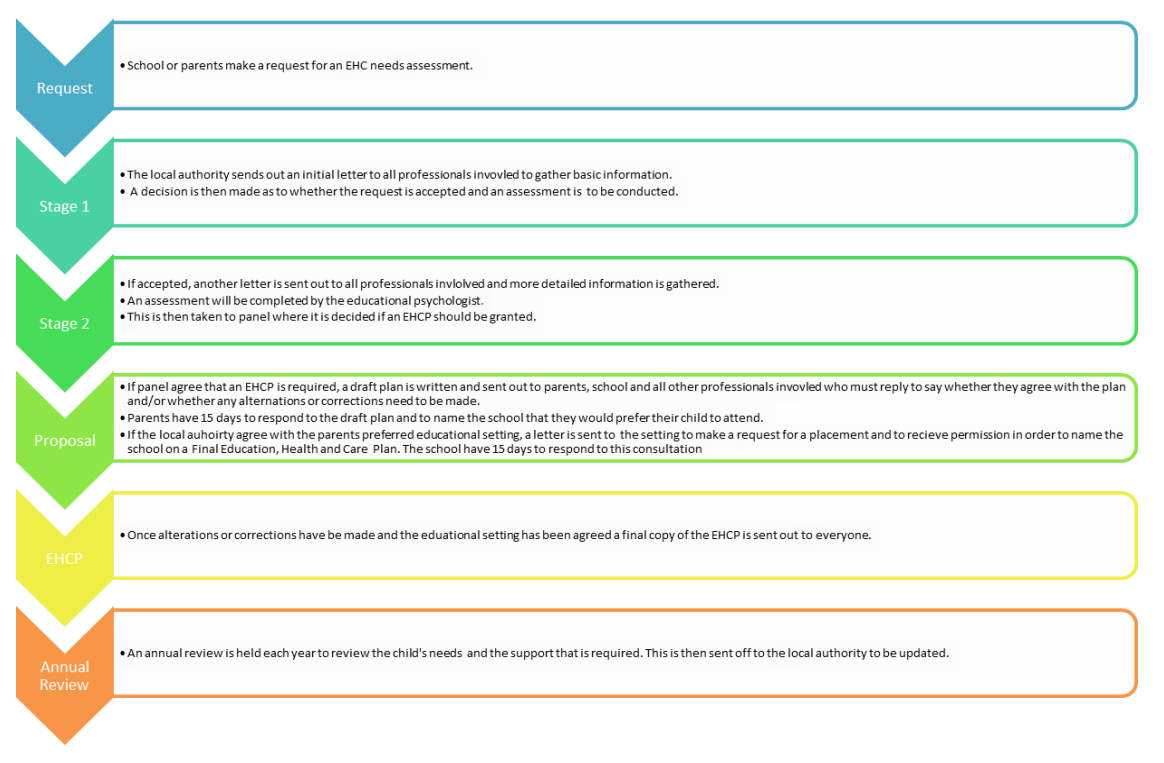 Request
• School or parents make a request for an EHC needs assessment.
Stage 1
• The local authority sends out an initial letter to all professionals invovled to gather basic information.
• A decision is then made as to whether the request is accepted and an assessment is to be conducted.
Stage 2
• If accepted, another letter is sent out to all professionals invlolved and more detailed information is gathered.
• An assessment will be completed by the educational psychologist.
• This is then taken to panel where it is decided if an EHCP should be granted.
Proposal
• If panel agree that an EHCP is required, a draft plan is written and sent out to parents, school and all other professionals invovled who must reply to say whether they agree with the plan
and/or whether any alternations or corrections need to be made.
• Parents have 15 days to respond to the draft plan and to name the school that they would prefer their child to attend.
• If the local auhoirty agree with the parents preferred educational setting, a letter is sent to the setting to make a request for a placement and to recieve permission in order to name the
school on a Final Education, Health and Care Plan. The school have 15 days to respond to this consultation
EHCP
• Once alterations or corrections have be made and the eduational setting has been agreed a final copy of the EHCP is sent out to everyone.
Annual
Review
• An annual review is held each year to review the child's needs and the support that is required. This is then sent off to the local authority to be updated.